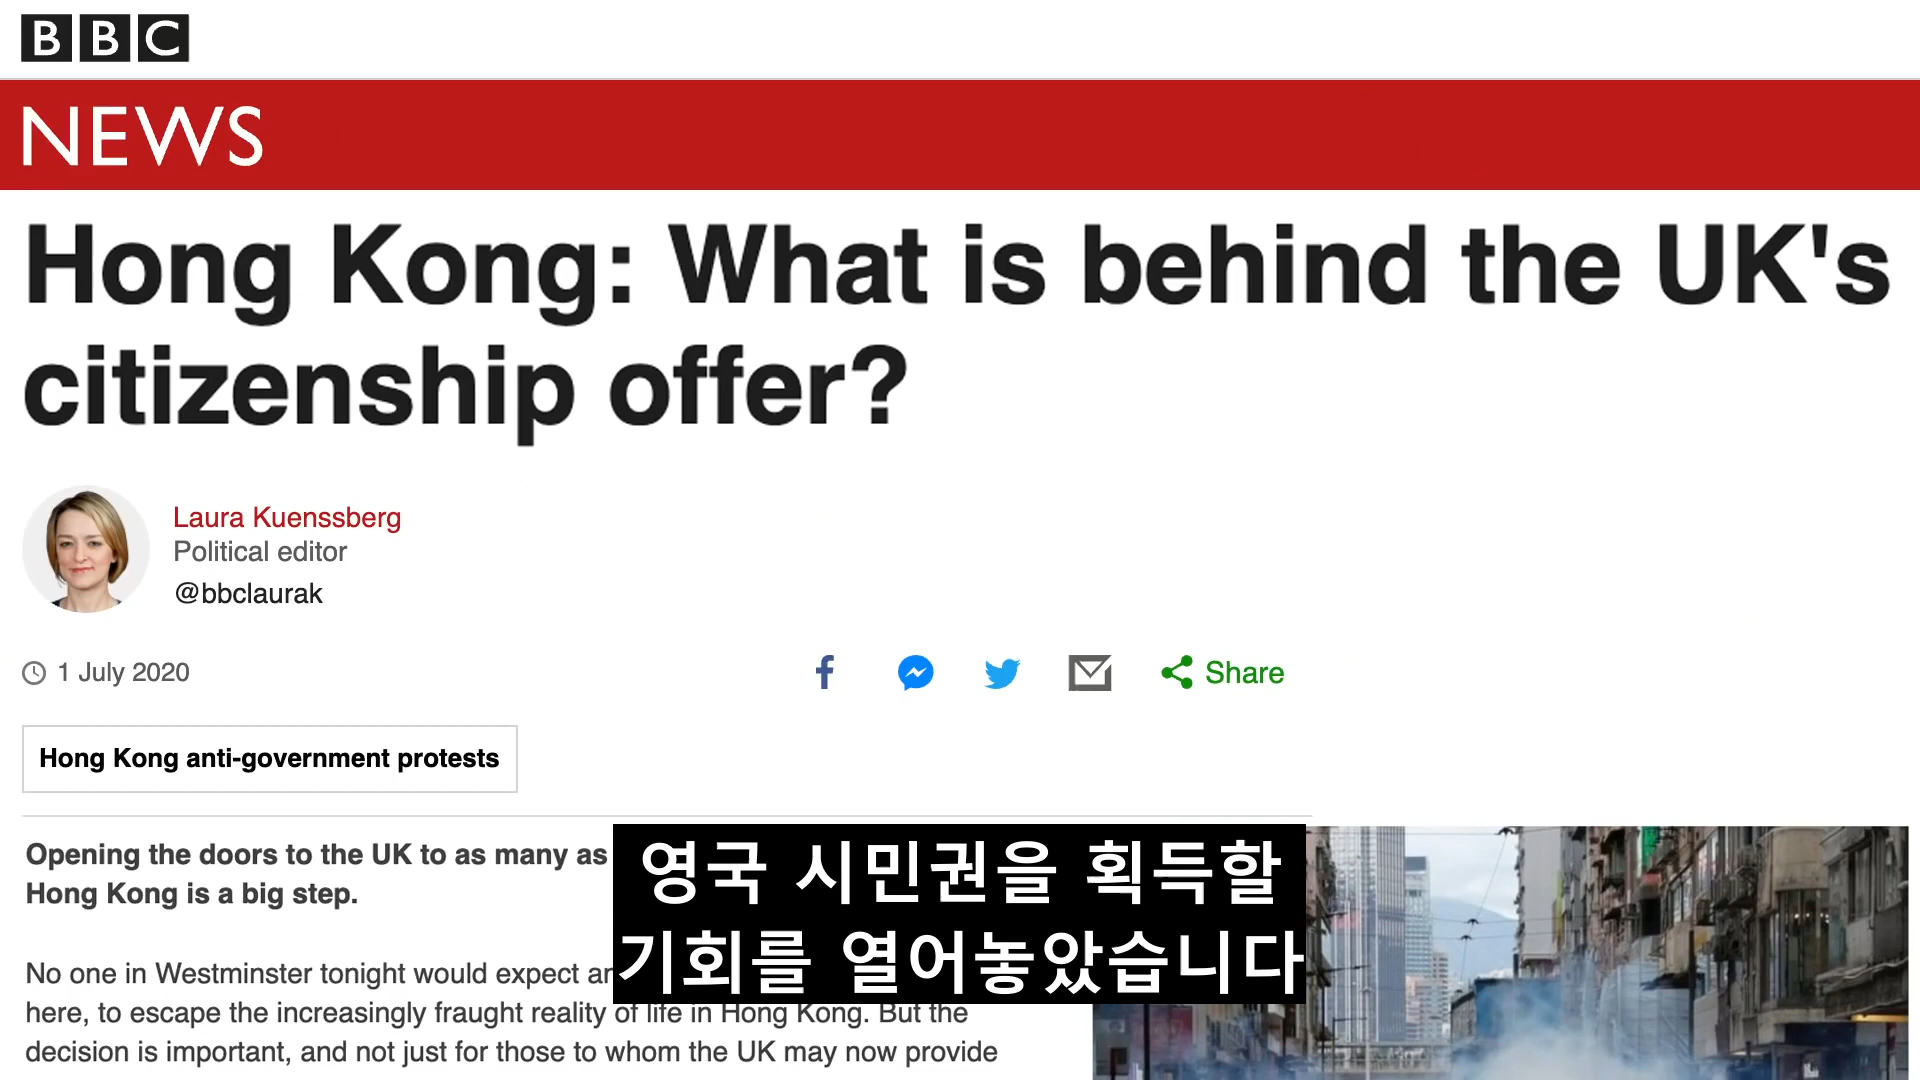 BBC
NEWS
Hong Kong: What is behind the UK's
citizenship offer?
Laura Kuenssberg
Political editor
@bbclaurak
1 July 2020
Share
Hong Kong anti-government protests
Opening the doors to the UK to as many as
Hong Kong is a big step.
No one in Westminster tonight would expect
here, to escape the increasingly fraught reality of life in Hong Kong. But the
decision is important, and not just for those to whom the UK may now provide
영국 시민권을 획득할
기회를 열어놓았습니다